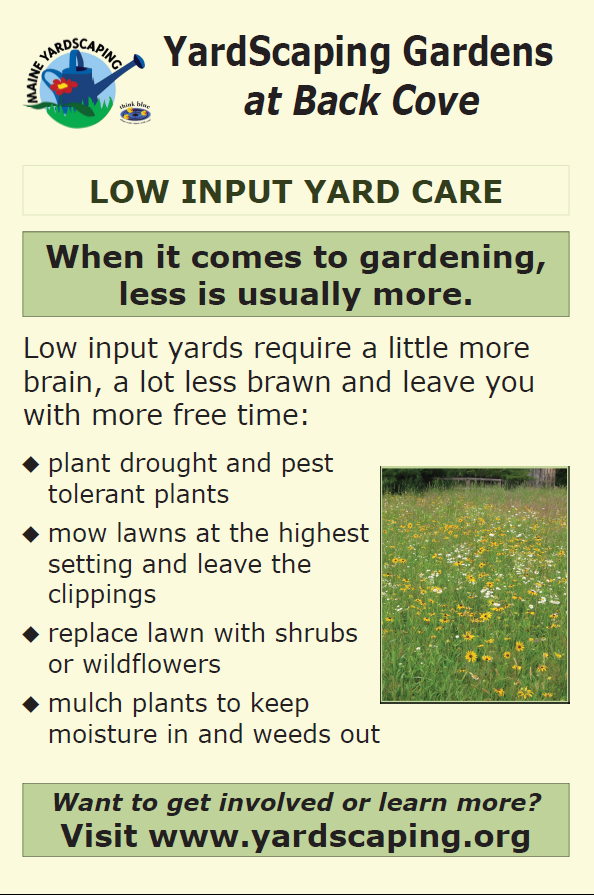 MAINE YARDSCAPING
think blue
YardScaping Gardens
at Back Cove
LOW INPUT YARD CARE
When it comes to gardening,
less is usually more.
Low input yards require a little more
brain, a lot less brawn and leave you
with more free time:
◆ plant drought and pest
tolerant plants
◆ mow lawns at the highest
setting and leave the
clippings
◆ replace lawn with shrubs
or wildflowers
◆ mulch plants to keep
moisture in and weeds out
Want to get involved or learn more?
Visit www.yardscaping.org